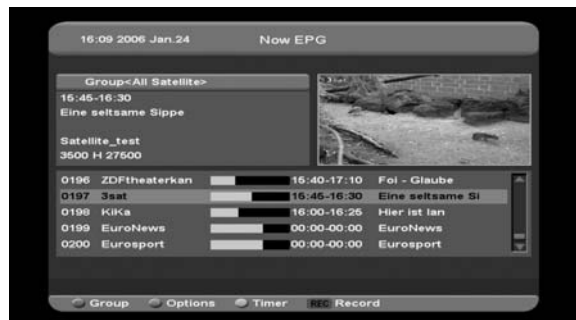 16:09 2006 Jan.24 Now EPG
Group<All Satellite>
15:45-16:30
Eine seltsame Sippe
Satellite_test
3500 H 27500
0196 ZDFtheaterkan 15:40-17:10 Foi - Glaube
0197 3sat 15:45-16:30 Eine seltsame Si
0198 KiKa 16:00-16:25 Hier ist Ian
0199 EuroNews 00:00-00:00 EuroNews
0200 Eurosport 00:00-00:00 Eurosport
Group Options Timer REC Record